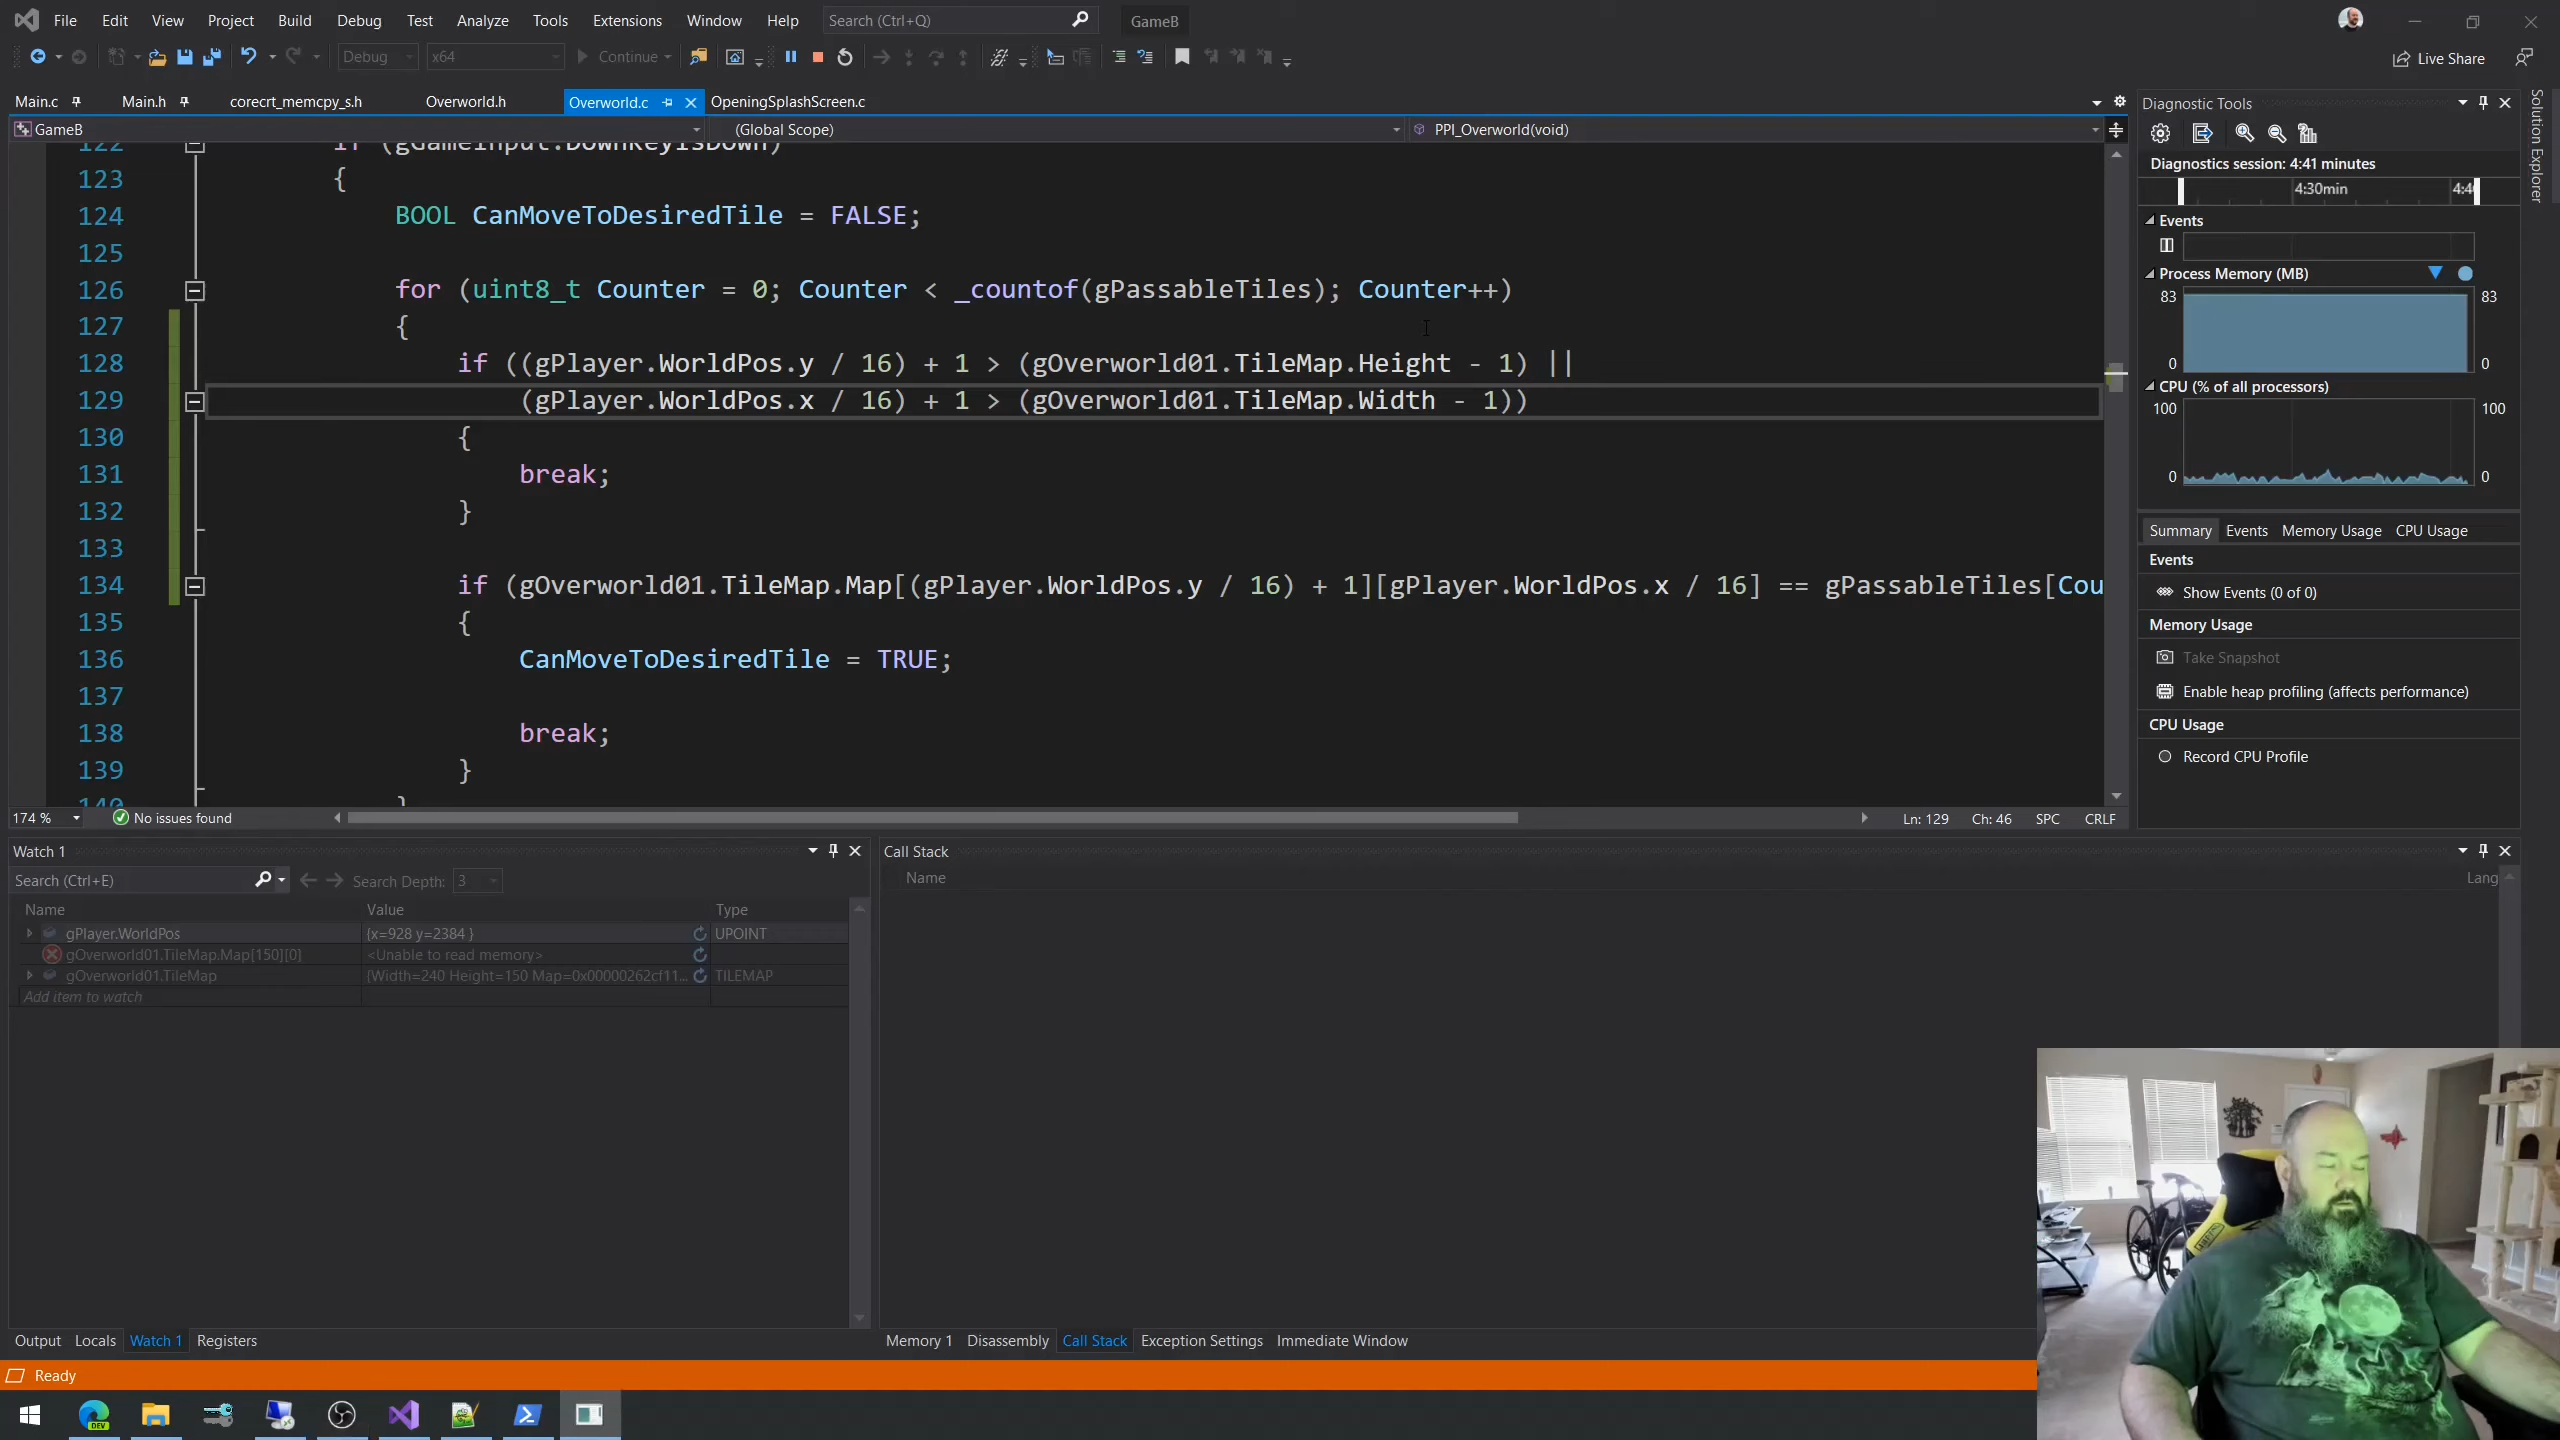 File Edit View Project Build Debug Test Analyze Tools Extensions Window Help Search (Ctrl+Q) GameB
Debug x64 Continue Live Share
Main.c Main.h corecrt_memcpy_s.h Overworld.h Overworld.c OpeningSplashScreen.c
GameB (Global Scope) PPI_Overworld(void)
122 if (gGameInput.DownKeyIsDown)
123 {
124 BOOL CanMoveToDesiredTile = FALSE;
125
126 for (uint8_t Counter = 0; Counter < _countof(gPassableTiles); Counter++)
127 {
128 if ((gPlayer.WorldPos.y / 16) + 1 > (gOverworld01.TileMap.Height - 1) ||
129 (gPlayer.WorldPos.x / 16) + 1 > (gOverworld01.TileMap.Width - 1))
130 {
131 break;
132 }
133
134 if (gOverworld01.TileMap.Map[(gPlayer.WorldPos.y / 16) + 1][gPlayer.WorldPos.x / 16] == gPassableTiles[Cou
135 {
136 CanMoveToDesiredTile = TRUE;
137
138 break;
139 }
140 }
174 % No issues found Ln: 129 Ch: 46 SPC CRLF
Diagnostic Tools
Diagnostics session: 4:41 minutes
4:30min 4:4
Events
Process Memory (MB)
83 83
0 0
CPU (% of all processors)
100 100
0 0
Summary Events Memory Usage CPU Usage
Events
Show Events (0 of 0)
Memory Usage
Take Snapshot
Enable heap profiling (affects performance)
CPU Usage
Record CPU Profile
Solution Explorer
Watch 1
Search (Ctrl+E) Search Depth: 3
Name Value Type
gPlayer.WorldPos {x=928 y=2384 } UPOINT
gOverworld01.TileMap.Map[150][0] <Unable to read memory>
gOverworld01.TileMap {Width=240 Height=150 Map=0x00000262cf11... TILEMAP
Add item to watch
Output Locals Watch 1 Registers
Call Stack
Name Lang
Memory 1 Disassembly Call Stack Exception Settings Immediate Window
Ready
DEV